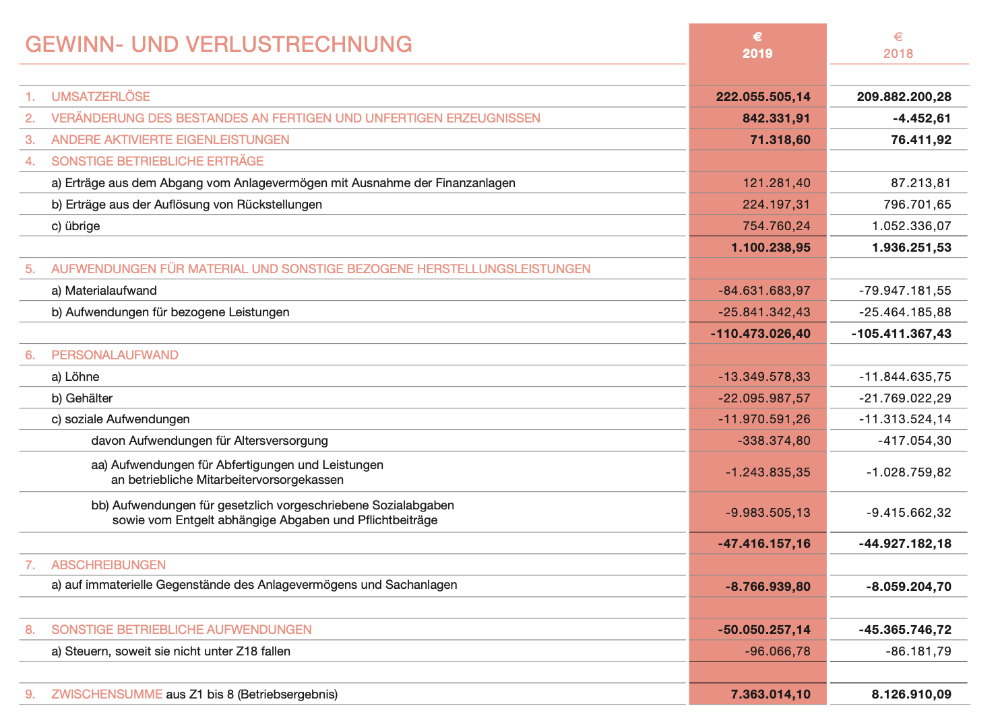 GEWINN- UND VERLUSTRECHNUNG € 2019 € 2018
1. UMSATZERLÖSE 222.055.505,14 209.882.200,28
2. VERÄNDERUNG DES BESTANDES AN FERTIGEN UND UNFERTIGEN ERZEUGNISSEN 842.331,91 -4.452,61
3. ANDERE AKTIVIERTE EIGENLEISTUNGEN 71.318,60 76.411,92
4. SONSTIGE BETRIEBLICHE ERTRÄGE
a) Erträge aus dem Abgang vom Anlagevermögen mit Ausnahme der Finanzanlagen 121.281,40 87.213,81
b) Erträge aus der Auflösung von Rückstellungen 224.197,31 796.701,65
c) übrige 754.760,24 1.052.336,07
1.100.238,95 1.936.251,53
5. AUFWENDUNGEN FÜR MATERIAL UND SONSTIGE BEZOGENE HERSTELLUNGSLEISTUNGEN
a) Materialaufwand -84.631.683,97 -79.947.181,55
b) Aufwendungen für bezogene Leistungen -25.841.342,43 -25.464.185,88
-110.473.026,40 -105.411.367,43
6. PERSONALAUFWAND
a) Löhne -13.349.578,33 -11.844.635,75
b) Gehälter -22.095.987,57 -21.769.022,29
c) soziale Aufwendungen -11.970.591,26 -11.313.524,14
davon Aufwendungen für Altersversorgung -338.374,80 -417.054,30
aa) Aufwendungen für Abfertigungen und Leistungen
an betriebliche Mitarbeitervorsorgekassen -1.243.835,35 -1.028.759,82
bb) Aufwendungen für gesetzlich vorgeschriebene Sozialabgaben
sowie vom Entgelt abhängige Abgaben und Pflichtbeiträge -9.983.505,13 -9.415.662,32
-47.416.157,16 -44.927.182,18
7. ABSCHREIBUNGEN
a) auf immaterielle Gegenstände des Anlagevermögens und Sachanlagen -8.766.939,80 -8.059.204,70
8. SONSTIGE BETRIEBLICHE AUFWENDUNGEN -50.050.257,14 -45.365.746,72
a) Steuern, soweit sie nicht unter Z18 fallen -96.066,78 -86.181,79
9. ZWISCHENSUMME aus Z1 bis 8 (Betriebsergebnis) 7.363.014,10 8.126.910,09